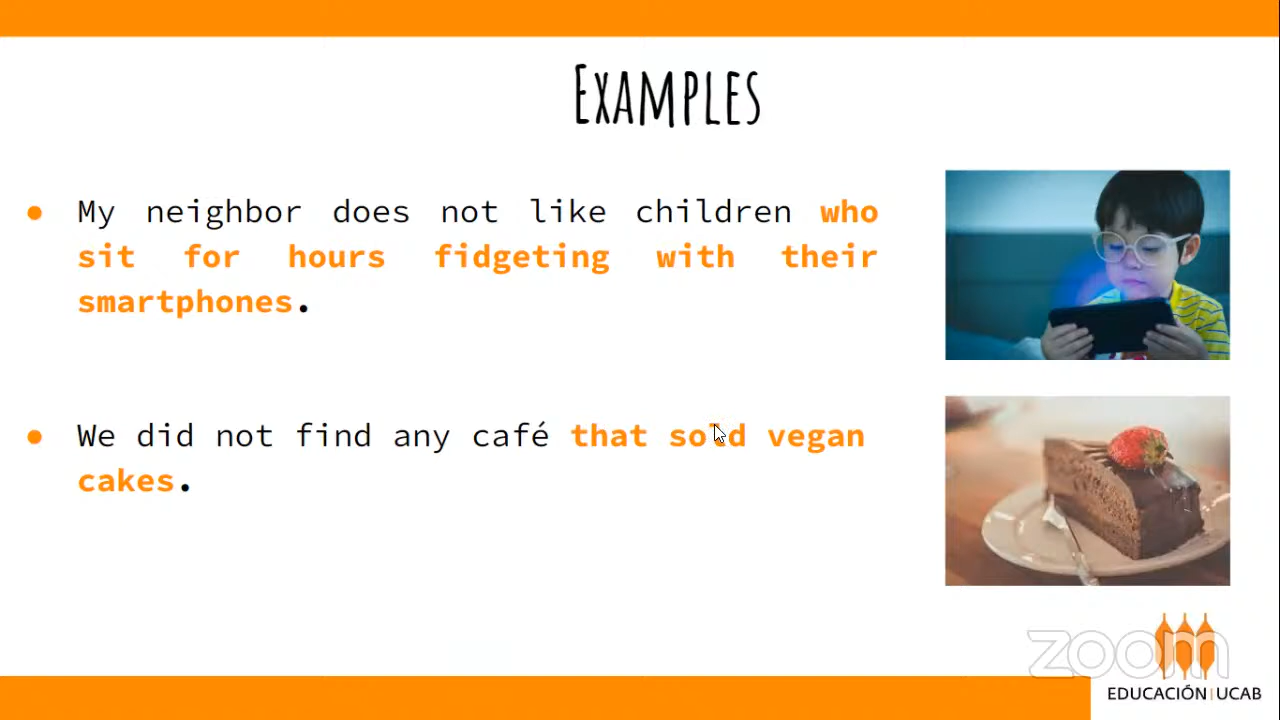 Examples
● My neighbor does not like children who
sit for hours fidgeting with their
smartphones.
● We did not find any café that sold vegan
cakes.
zoom
EDUCACIÓN | UCAB